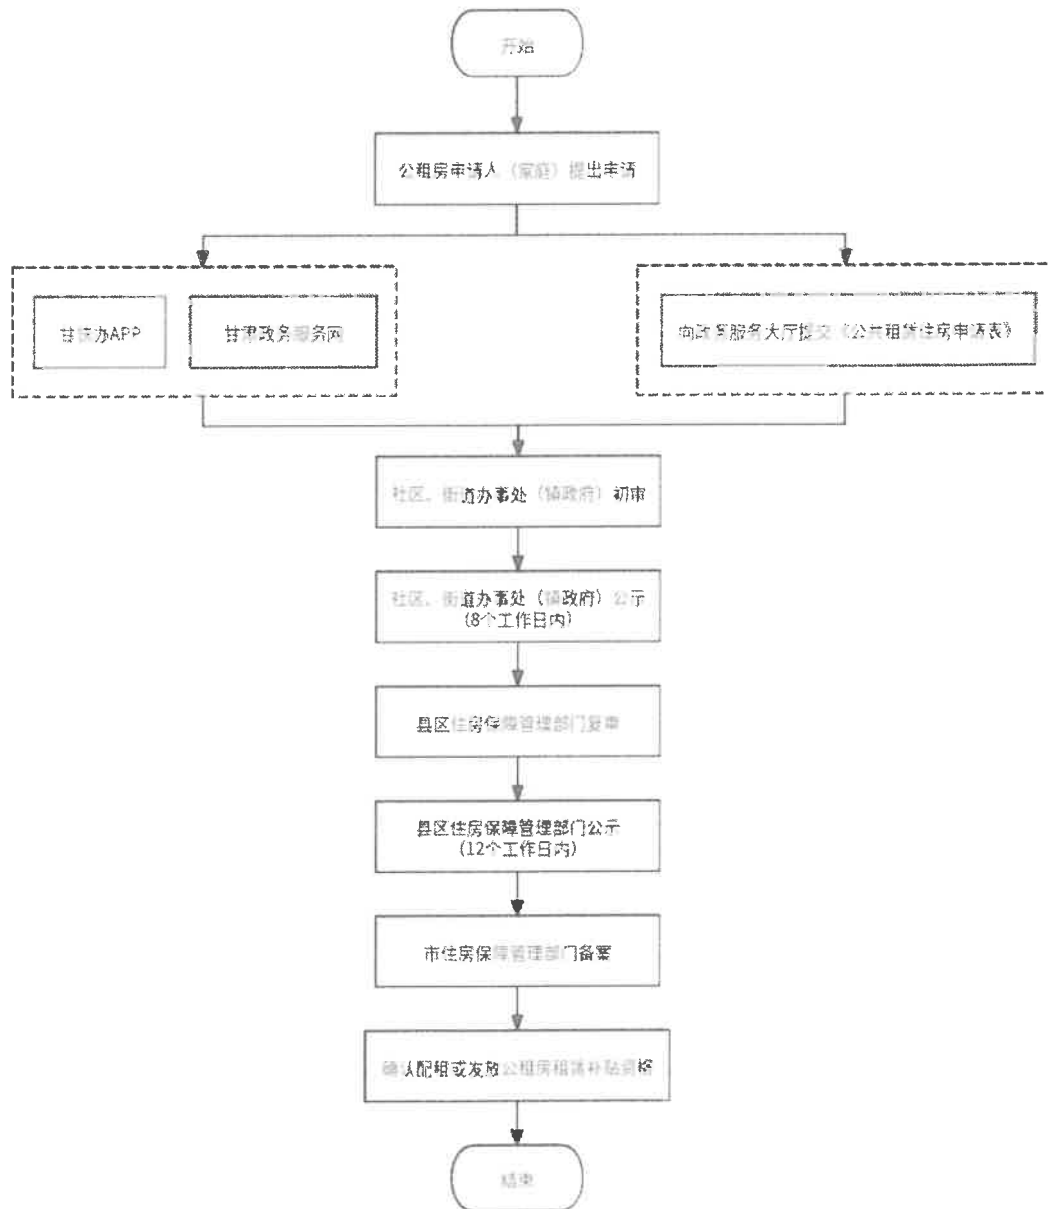 开始
公租房申请人（家庭）提出申请
甘快办APP
甘肃政务服务网
向政务服务大厅提交《公共租赁住房申请表》
社区、街道办事处（镇政府）初审
社区、街道办事处（镇政府）公示
（8个工作日内）
县区住房保障管理部门复审
县区住房保障管理部门公示
（12个工作日内）
市住房保障管理部门备案
确认配租或发放公租房租赁补贴资格
结束